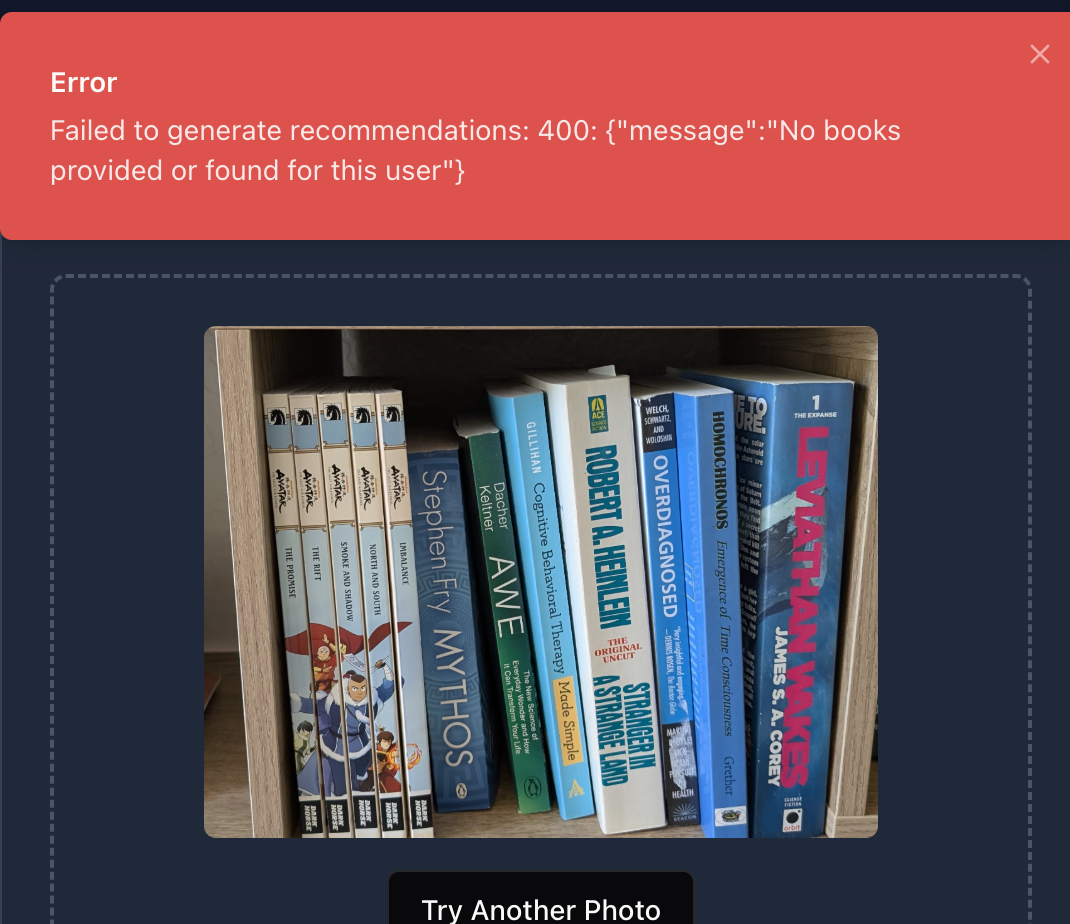 Error
Failed to generate recommendations: 400: {"message":"No books
provided or found for this user"}
AVATAR
THE PROMISE
DARK
HORSE
AVATAR
THE RIFT
DARK
HORSE
AVATAR
SMOKE AND SHADOW
DARK
HORSE
AVATAR
NORTH AND SOUTH
DARK
HORSE
AVATAR
IMBALANCE
DARK
HORSE
Stephen Fry MYTHOS
Dacher
Keltner
AWE
The New Science of
Everyday Wonder and How
It Can Transform Your Life
GILLIHAN Cognitive Behavioral Therapy Made Simple
ACE
SCIENCE FICTION
ROBERT A. HEINLEIN
THE
ORIGINAL
UNCUT
STRANGER IN
A STRANGE LAND
WELCH,
SCHWARTZ,
AND
WOLOSHIN
OVERDIAGNOSED
HEALTH
BEACON
HOMOCHRONOS Emergence of Time Consciousness Grether
1
THE EXPANSE
LEVIATHAN WAKES
JAMES S. A. COREY
SCIENCE
FICTION
orbit
Try Another Photo